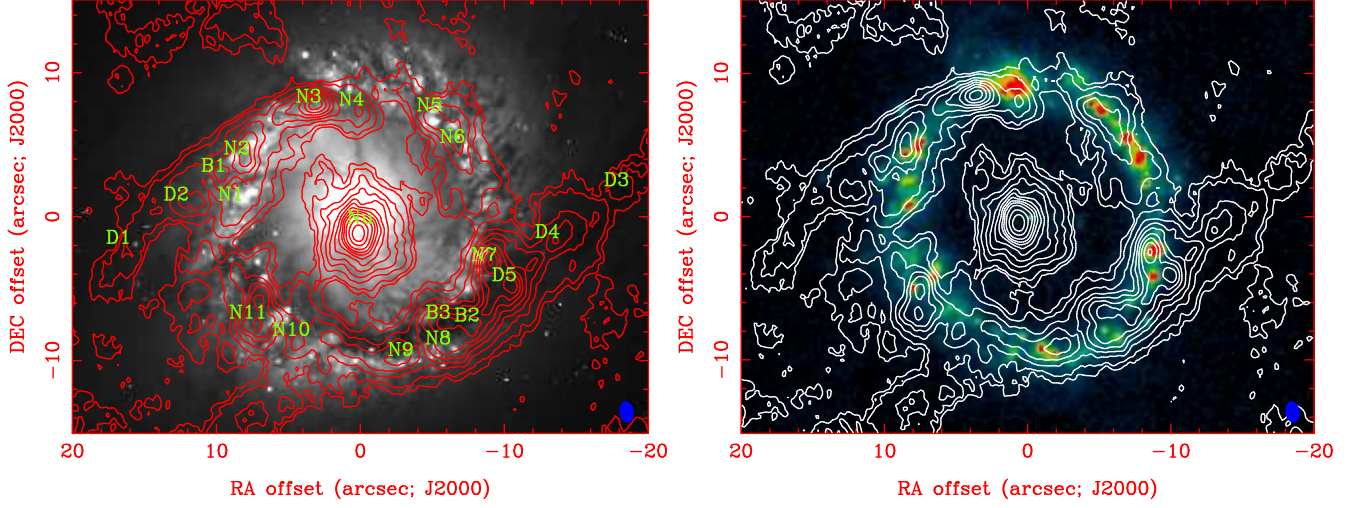 10
0
-10
20
10
0
-10
-20
DEC offset (arcsec; J2000)
RA offset (arcsec; J2000)
N3
N4
N5
N6
N2
B1
D2
N1
D1
D3
D4
N7
D5
B3
B2
N11
N10
N8
N9
10
0
-10
20
10
0
-10
-20
DEC offset (arcsec; J2000)
RA offset (arcsec; J2000)